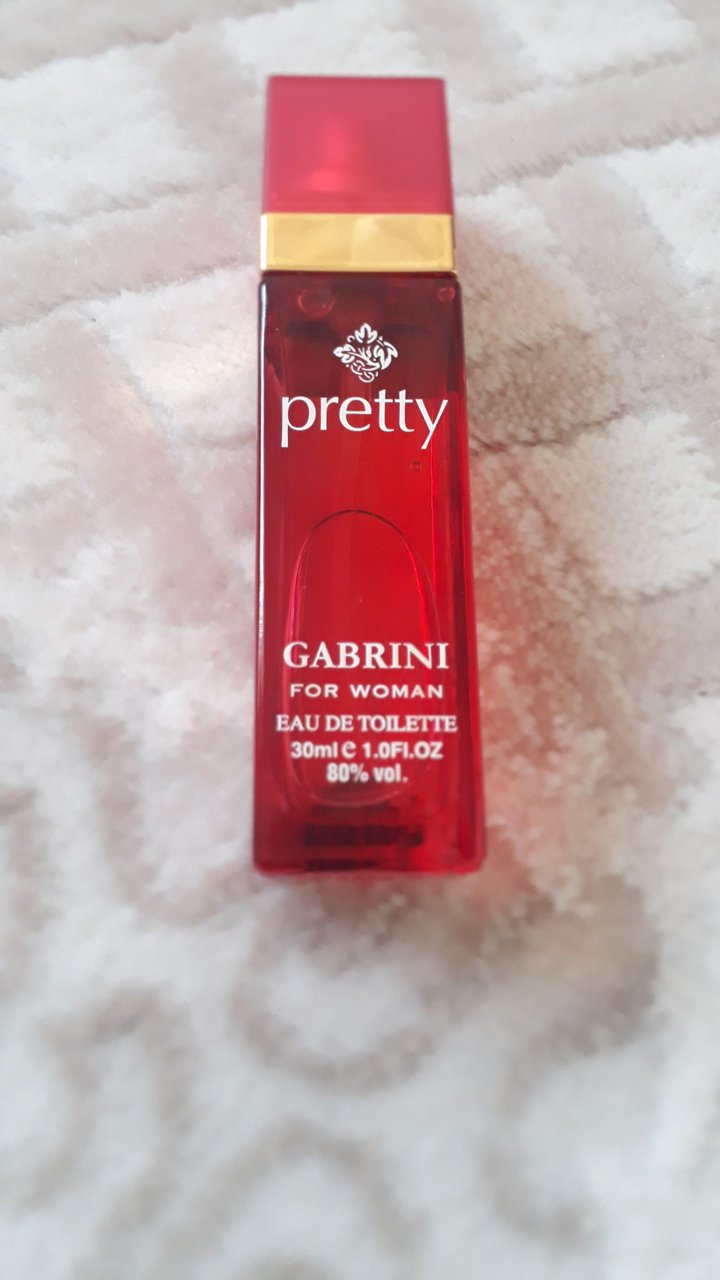 pretty
GABRINI
FOR WOMAN
EAU DE TOILETTE
30ml e 1.0Fl.OZ
80% vol.